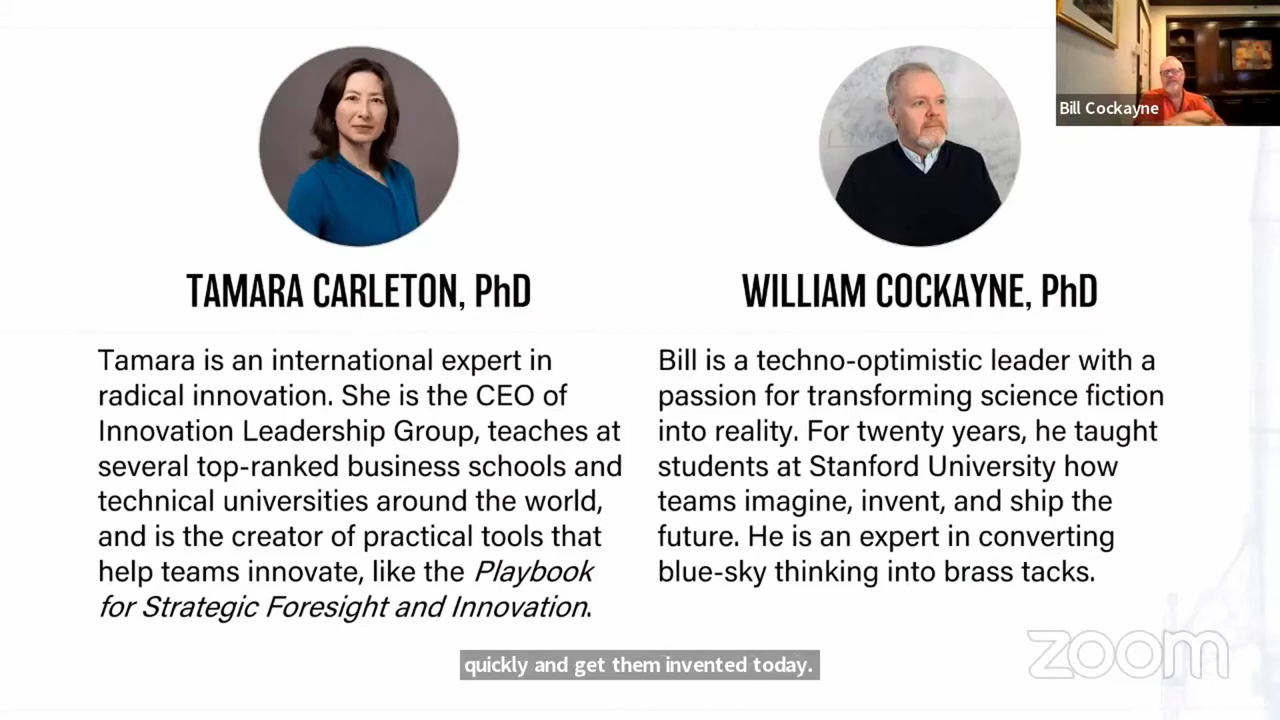 Bill Cockayne
TAMARA CARLETON, PhD
Tamara is an international expert in
radical innovation. She is the CEO of
Innovation Leadership Group, teaches at
several top-ranked business schools and
technical universities around the world,
and is the creator of practical tools that
help teams innovate, like the Playbook
for Strategic Foresight and Innovation.
WILLIAM COCKAYNE, PhD
Bill is a techno-optimistic leader with a
passion for transforming science fiction
into reality. For twenty years, he taught
students at Stanford University how
teams imagine, invent, and ship the
future. He is an expert in converting
blue-sky thinking into brass tacks.
quickly and get them invented today.
zoom